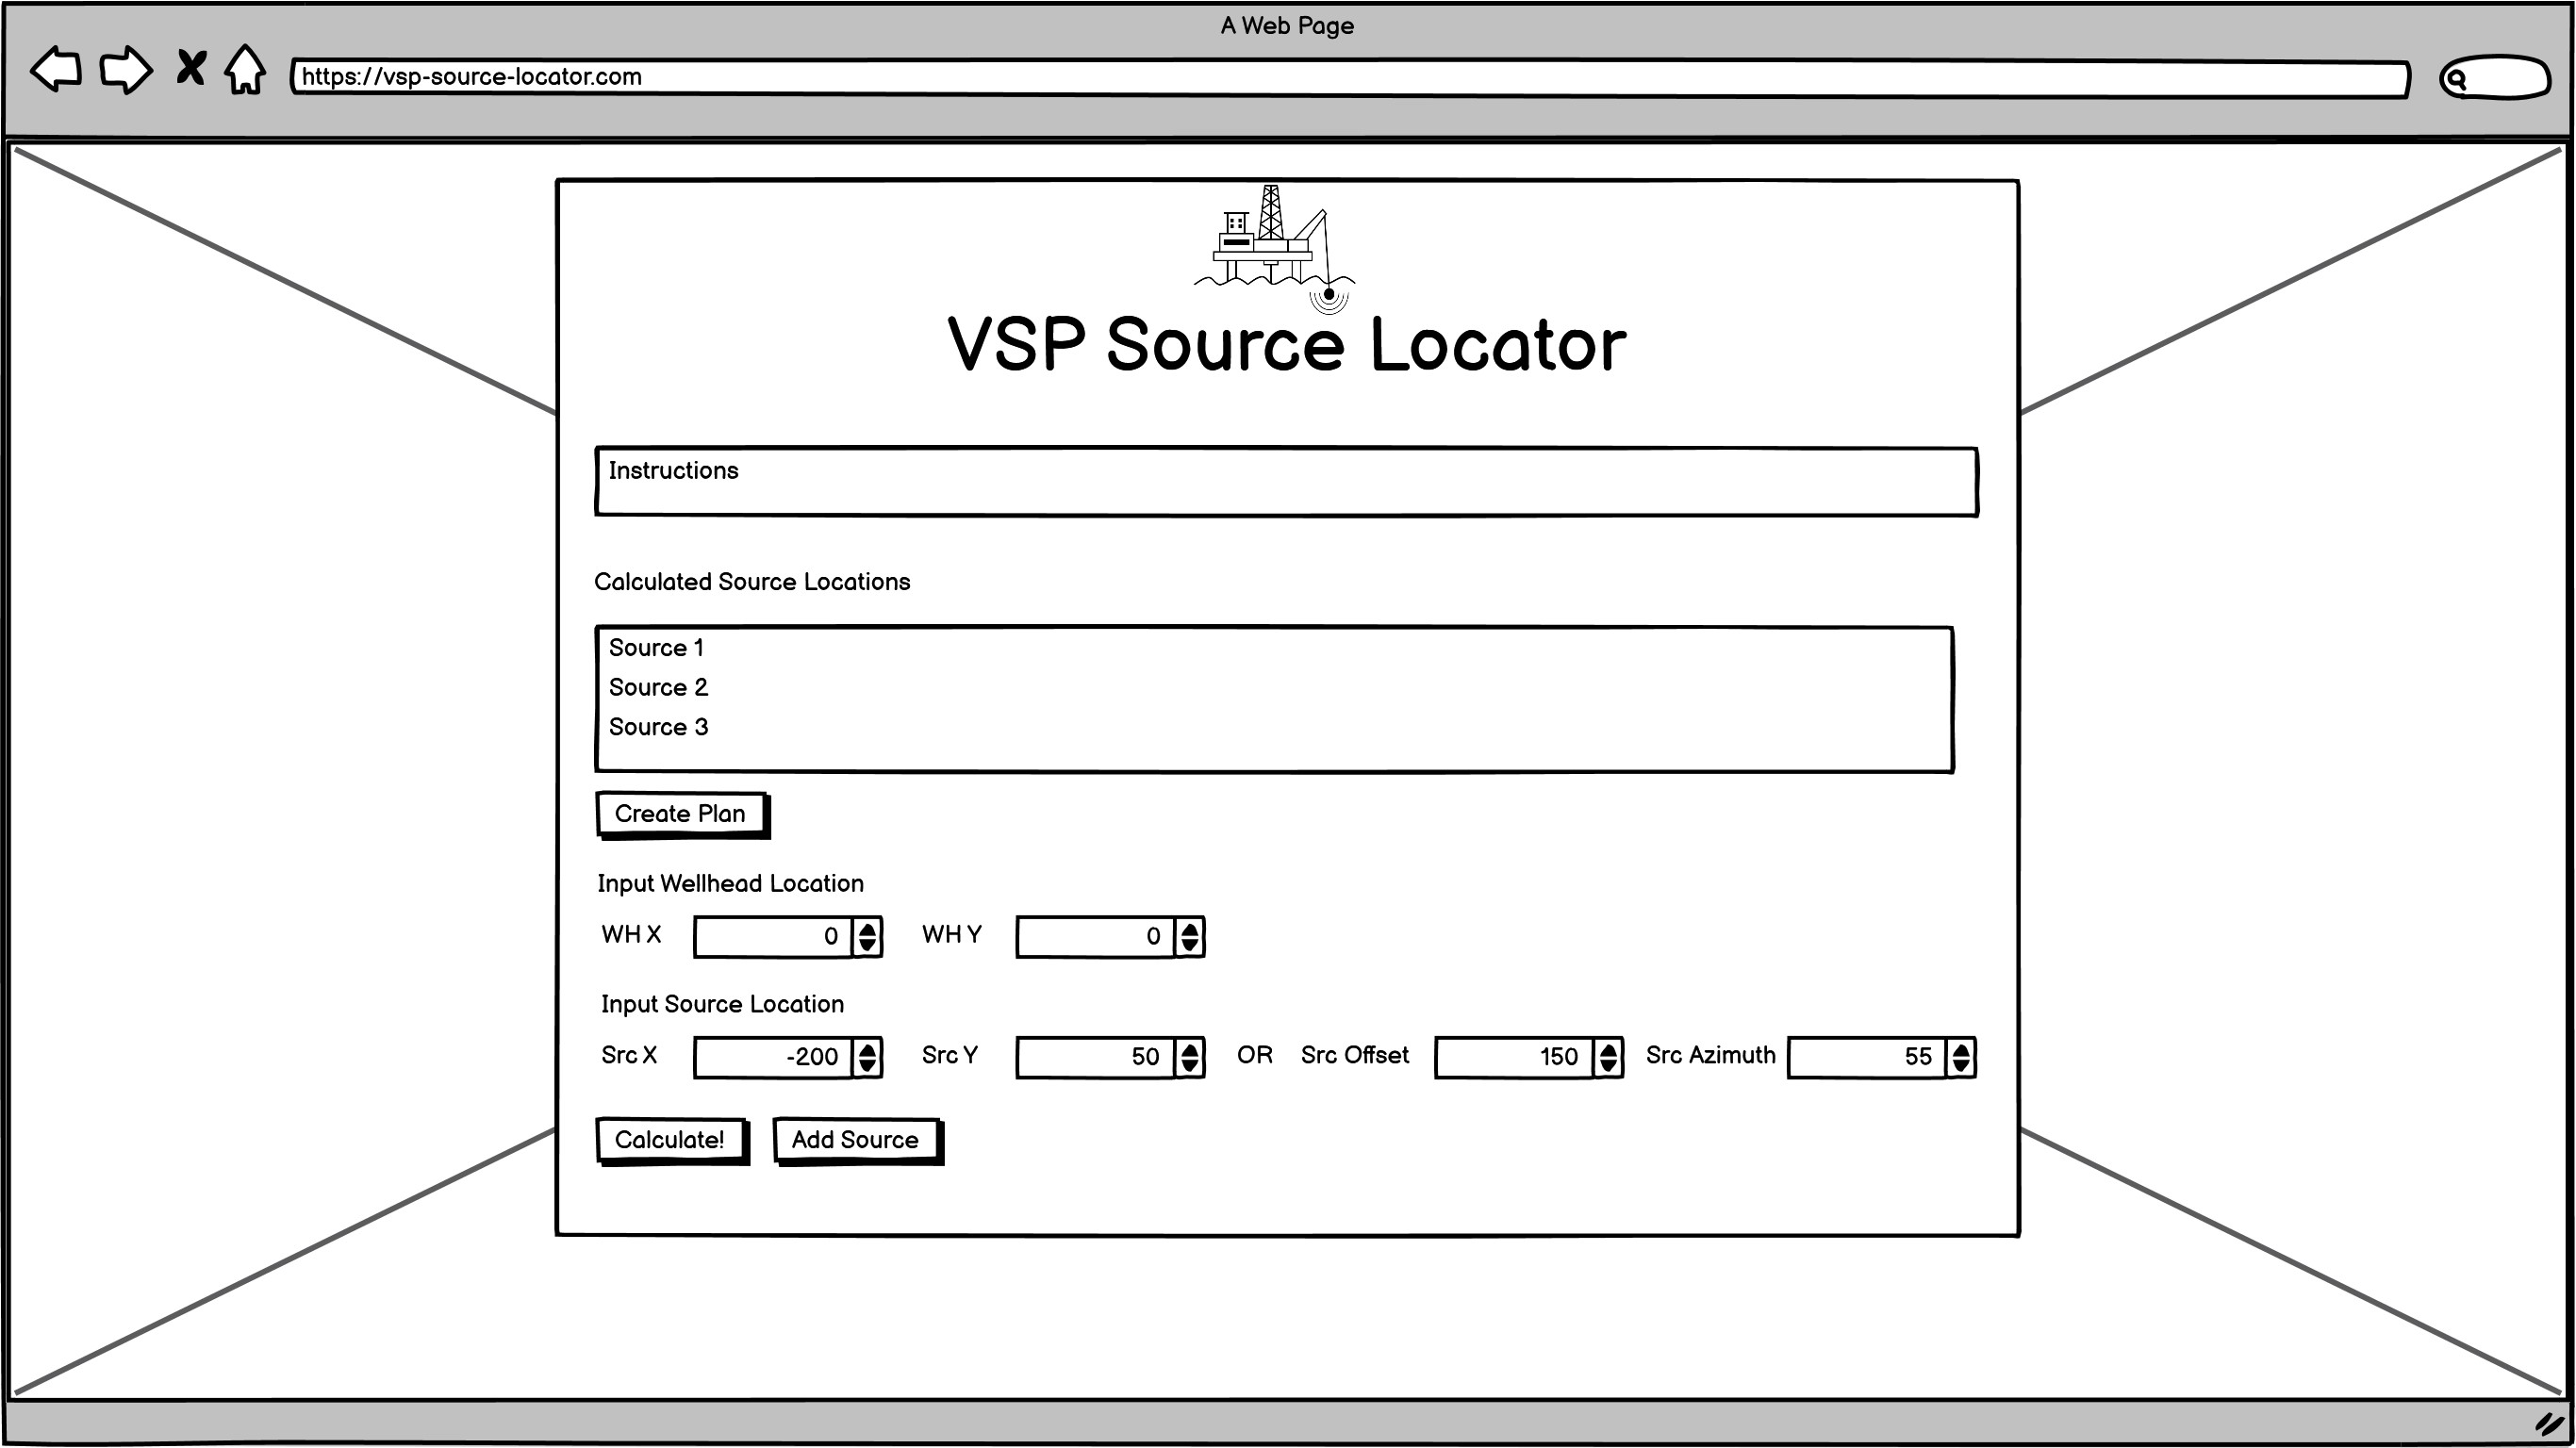 A Web Page
https://vsp-source-locator.com
VSP Source Locator
Instructions
Calculated Source Locations
Source 1
Source 2
Source 3
Create Plan
Input Wellhead Location
WH X 0 WH Y 0
Input Source Location
Src X -200 Src Y 50 OR Src Offset 150 Src Azimuth 55
Calculate! Add Source